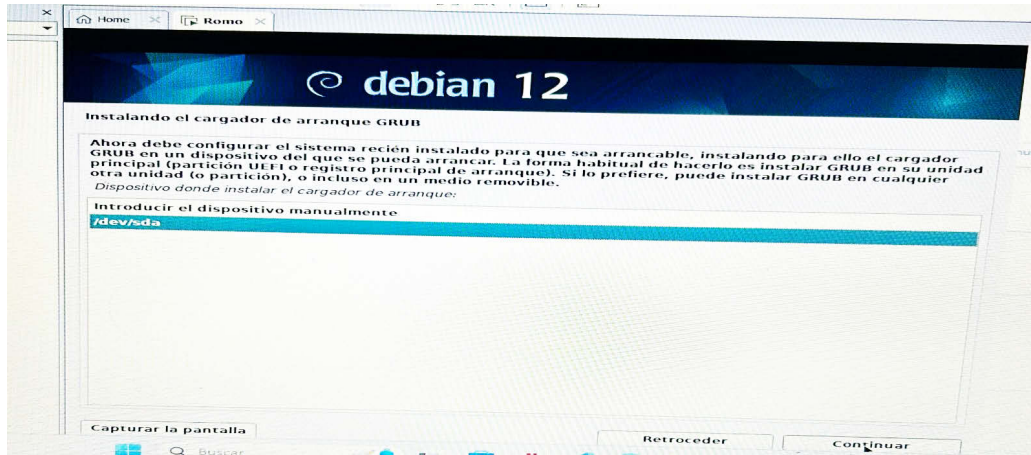 Home
Romo
debian 12
Instalando el cargador de arranque GRUB
Ahora debe configurar el sistema recién instalado para que sea arrancable, instalando para ello el cargador
GRUB en un dispositivo del que se pueda arrancar. La forma habitual de hacerlo es instalar GRUB en su unidad
principal (partición UEFI o registro principal de arranque). Si lo prefiere, puede instalar GRUB en cualquier
otra unidad (o partición), o incluso en un medio removible.
Dispositivo donde instalar el cargador de arranque:
Introducir el dispositivo manualmente
/dev/sda
Capturar la pantalla
Retroceder
Continuar
Buscar